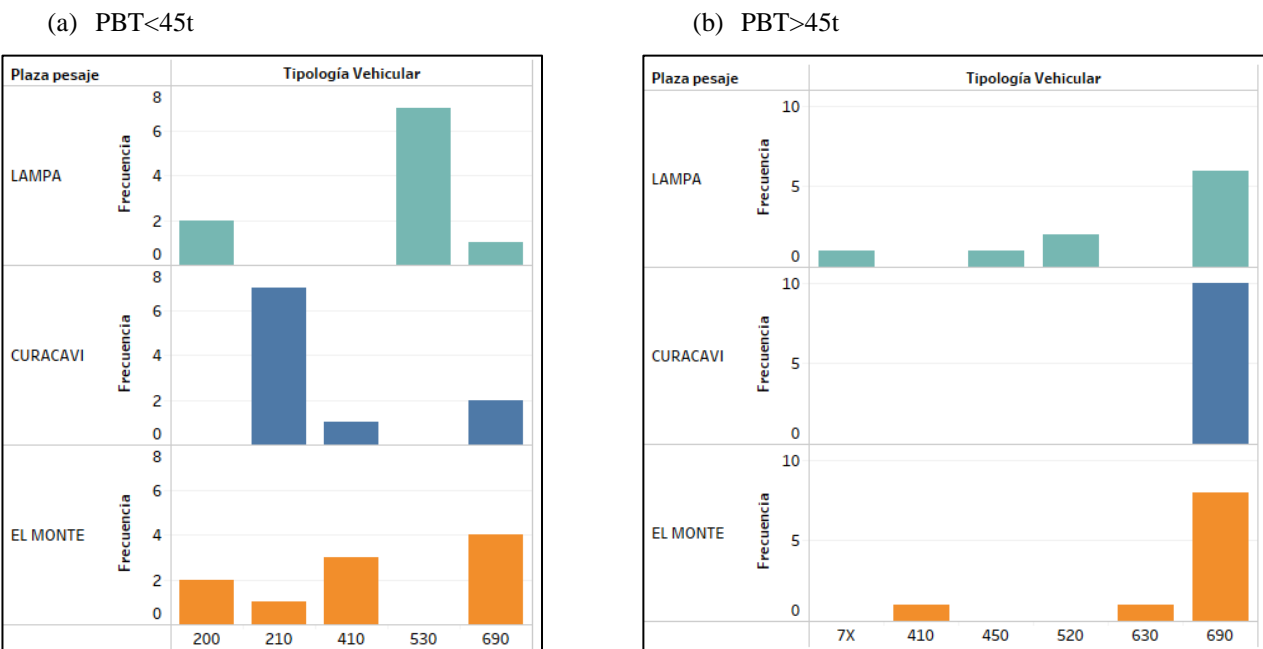 (a) PBT<45t
Plaza pesaje Tipología Vehicular
LAMPA
Frecuencia
8
6
4
2
0
CURACAVI
Frecuencia
8
6
4
2
0
EL MONTE
Frecuencia
8
6
4
2
0
200 210 410 530 690
(b) PBT>45t
Plaza pesaje Tipología Vehicular
LAMPA
Frecuencia
10
5
0
CURACAVI
Frecuencia
10
5
0
EL MONTE
Frecuencia
10
5
0
7X 410 450 520 630 690